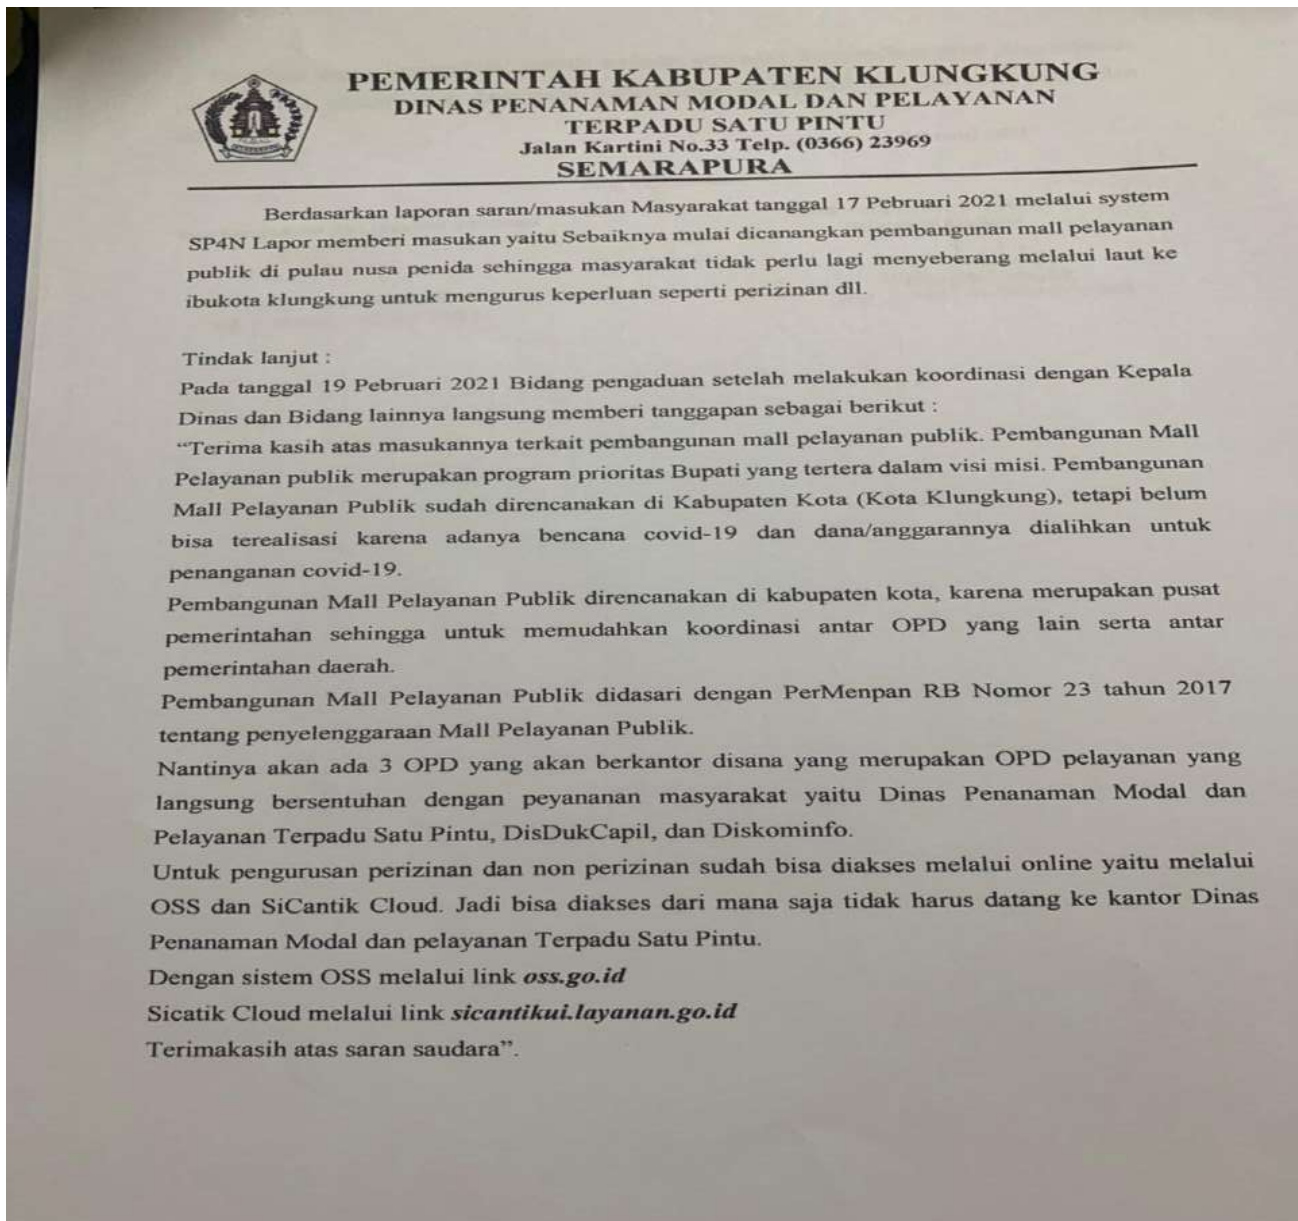 PEMERINTAH KABUPATEN KLUNGKUNG
DINAS PENANAMAN MODAL DAN PELAYANAN
TERPADU SATU PINTU
Jalan Kartini No.33 Telp. (0366) 23969
SEMARAPURA
Berdasarkan laporan saran/masukan Masyarakat tanggal 17 Pebruari 2021 melalui system
SP4N Lapor memberi masukan yaitu Sebaiknya mulai dicanangkan pembangunan mall pelayanan
publik di pulau nusa penida sehingga masyarakat tidak perlu lagi menyeberang melalui laut ke
ibukota klungkung untuk mengurus keperluan seperti perizinan dll.
Tindak lanjut :
Pada tanggal 19 Pebruari 2021 Bidang pengaduan setelah melakukan koordinasi dengan Kepala
Dinas dan Bidang lainnya langsung memberi tanggapan sebagai berikut :
“Terima kasih atas masukannya terkait pembangunan mall pelayanan publik. Pembangunan Mall
Pelayanan publik merupakan program prioritas Bupati yang tertera dalam visi misi. Pembangunan
Mall Pelayanan Publik sudah direncanakan di Kabupaten Kota (Kota Klungkung), tetapi belum
bisa terealisasi karena adanya bencana covid-19 dan dana/anggarannya dialihkan untuk
penanganan covid-19.
Pembangunan Mall Pelayanan Publik direncanakan di kabupaten kota, karena merupakan pusat
pemerintahan sehingga untuk memudahkan koordinasi antar OPD yang lain serta antar
pemerintahan daerah.
Pembangunan Mall Pelayanan Publik didasari dengan PerMenpan RB Nomor 23 tahun 2017
tentang penyelenggaraan Mall Pelayanan Publik.
Nantinya akan ada 3 OPD yang akan berkantor disana yang merupakan OPD pelayanan yang
langsung bersentuhan dengan peyananan masyarakat yaitu Dinas Penanaman Modal dan
Pelayanan Terpadu Satu Pintu, DisDukCapil, dan Diskominfo.
Untuk pengurusan perizinan dan non perizinan sudah bisa diakses melalui online yaitu melalui
OSS dan SiCantik Cloud. Jadi bisa diakses dari mana saja tidak harus datang ke kantor Dinas
Penanaman Modal dan pelayanan Terpadu Satu Pintu.
Dengan sistem OSS melalui link oss.go.id
Sicatik Cloud melalui link sicantikui.layanan.go.id
Terimakasih atas saran saudara”.